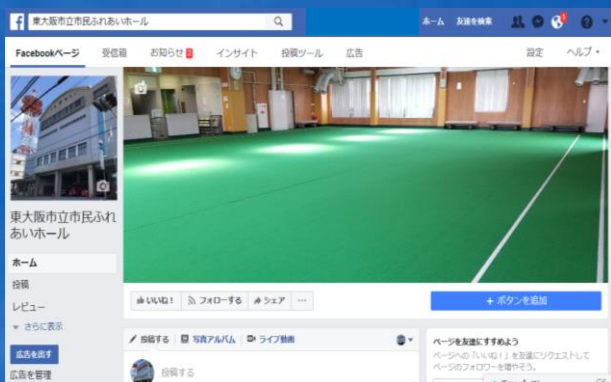 東大阪市立市民ふれあいホール
ホーム 友達を検索
Facebookページ 受信箱 お知らせ 2 インサイト 投稿ツール 広告 設定 ヘルプ
東大阪市立市民ふれ
あいホール
ホーム
投稿
レビュー
さらに表示
広告を出す
広告を管理
いいね! フォローする シェア …
+ ボタンを追加
投稿する 写真アルバム ライブ動画
投稿する
ページを友達にすすめよう
ページへの「いいね!」を友達にリクエストして
ページのフォロワーを増やそう。